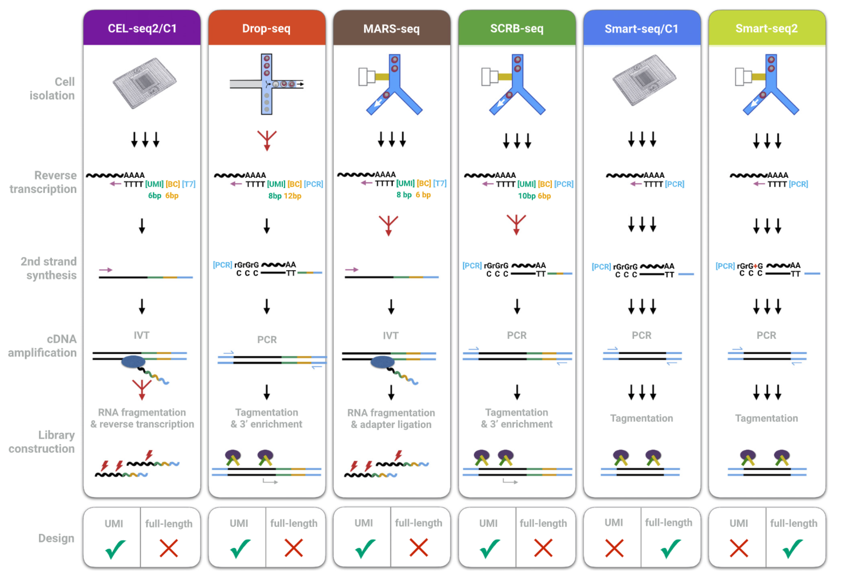 CEL-seq2/C1
Drop-seq
MARS-seq
SCRB-seq
Smart-seq/C1
Smart-seq2
Cell
isolation
Reverse
transcription
AAAA
TTTT [UMI] [BC] [T7]
6bp 6bp
AAAA
TTTT [UMI] [BC] [PCR]
8bp 12bp
AAAA
TTTT [UMI] [BC] [T7]
8 bp 6 bp
AAAA
TTTT [UMI] [BC] [PCR]
10bp 6bp
AAAA
TTTT [PCR]
AAAA
TTTT [PCR]
2nd strand
synthesis
[PCR] rGrGrG AA
C C C TT
[PCR] rGrGrG AA
C C C TT
[PCR] rGrGrG AA
C C C TT
[PCR] rGrG+G AA
C C C TT
cDNA
amplification
IVT
PCR
IVT
PCR
PCR
PCR
Library
construction
RNA fragmentation
& reverse transcription
Tagmentation
& 3' enrichment
RNA fragmentation
& adapter ligation
Tagmentation
& 3' enrichment
Tagmentation
Tagmentation
Design
UMI full-length
UMI full-length
UMI full-length
UMI full-length
UMI full-length
UMI full-length